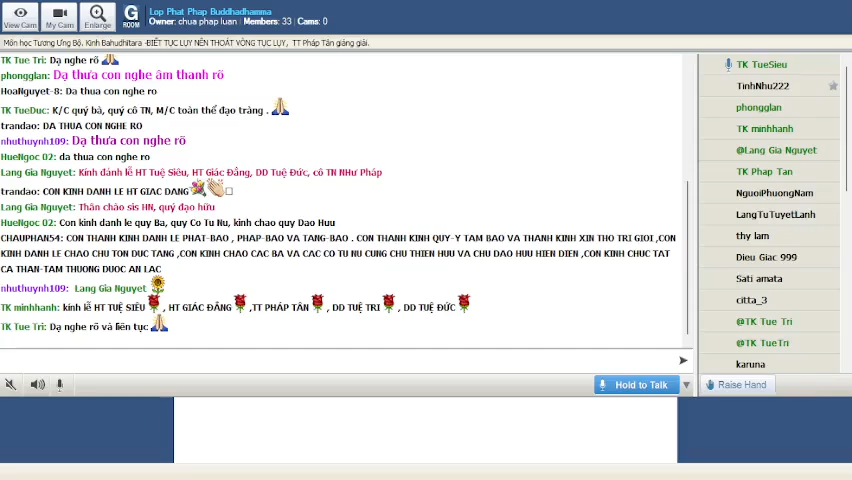 Lop Phat Phap Buddhadhamma
Owner: chua phap luan | Members: 33 | Cams: 0
View Cam
My Cam
Enlarge
G
ROOM
Môn học Tương Ưng Bộ. Kinh Bahudhitara -BIẾT TỤC LỤY NÊN THOÁT VÒNG TỤC LỤY, TT Pháp Tân giảng giải.
TK Tue Tri: Dạ nghe rõ
phongglan: Dạ thưa con nghe âm thanh rõ
HoaNguyet-8: Da thưa con nghe ro
TK TueDuc: K/C quý bà, quý cô TN, M/C toàn thể đạo tràng .
trandao: DA THUA CON NGHE RO
nhuthuynh109: Dạ thưa con nghe rõ
HueNgoc 02: da thua con nghe ro
Lang Gia Nguyet: Kính đảnh lễ HT Tuệ Siêu, HT Giác Đẳng, DD Tuệ Đức, cô TN NHư Pháp
trandao: CON KINH DANH LE HT GIAC DANG
Lang Gia Nguyet: Thân chào sis HN, quý đạo hữu
HueNgoc 02: Con kinh danh le quy Ba, quy Co Tu Nu, kinh chao quy Dao Huu
CHAUPHAN54: CON THANH KINH DANH LE PHAT-BAO , PHAP-BAO VA TANG-BAO . CON THANH KINH QUY-Y TAM BAO VA THANH KINH XIN THO TRI GIOI ,CON
KINH DANH LE CHAO CHU TON DUC TANG ,CON KINH CHAO CAC BA VA CAC CO TU NU CUNG CHU THIEN HUU VA CHU DAO HUU HIEN DIEN ,CON KINH CHUC TAT
CA THAN-TAM THUONG DUOC AN LAC
nhuthuynh109: Lang Gia Nguyet
TK minhhanh: kính lễ HT TUỆ SIÊU , HT GIÁC ĐẲNG ,TT PHÁP TÂN , DD TUỆ TRI , DD TUỆ ĐỨC
TK Tue Tri: Dạ nghe rõ và liên tục
Hold to Talk
TK TueSieu
TinhNhu222
phongglan
TK minhhanh
@Lang Gia Nguyet
TK Phap Tan
NguoiPhuongNam
LangTuTuyetLanh
thy lam
Dieu Giac 999
Sati amata
citta_3
@TK Tue Tri
@TK TueTri
karuna
Raise Hand